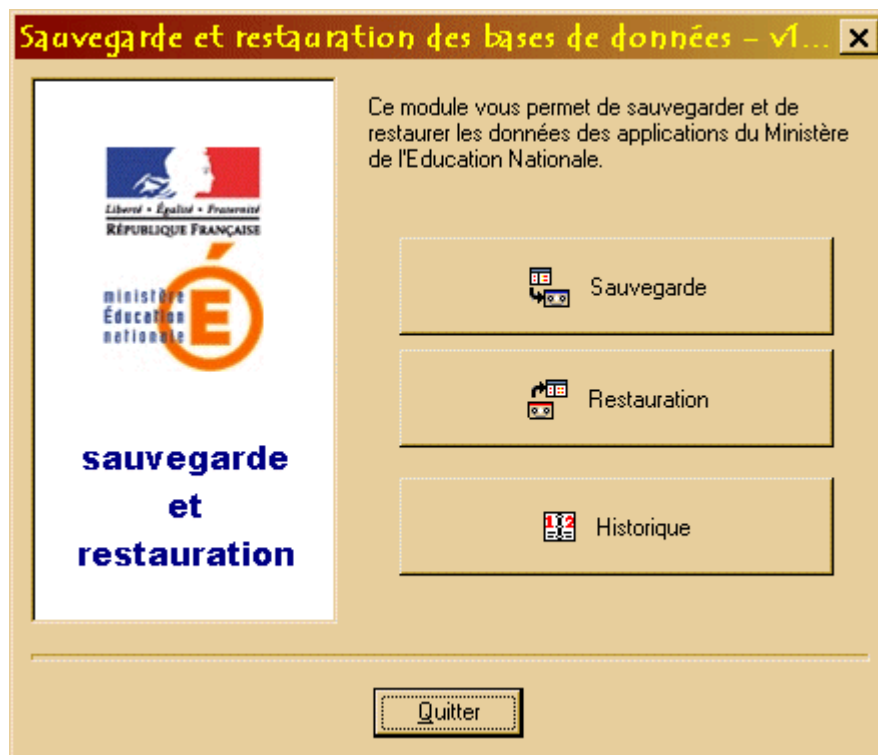 Sauvegarde et restauration des bases de données - v1...
Ce module vous permet de sauvegarder et de
restaurer les données des applications du Ministère
de l'Education Nationale.
Liberté • Égalité • Fraternité
RÉPUBLIQUE FRANÇAISE
ministère
Éducation
nationale
É
sauvegarde
et
restauration
Sauvegarde
Restauration
12
Historique
Quitter